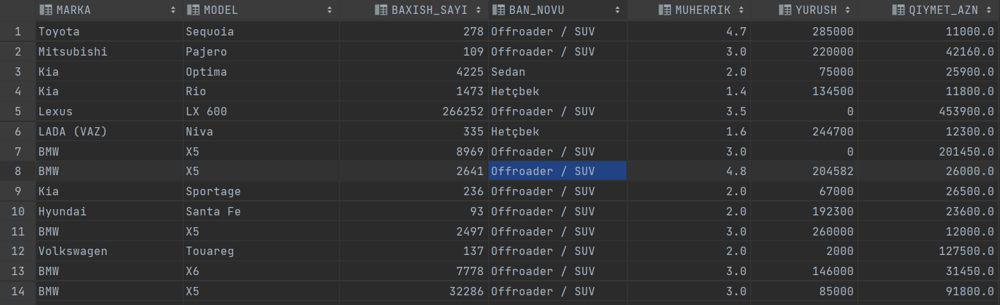 MARKA MODEL BAXISH_SAYI BAN_NOVU MUHERRIK YURUSH QIYMET_AZN
1 Toyota Sequoia 278 Offroader / SUV 4.7 285000 11000.0
2 Mitsubishi Pajero 109 Offroader / SUV 3.0 220000 42160.0
3 Kia Optima 4225 Sedan 2.0 75000 25900.0
4 Kia Rio 1473 Hetçbek 1.4 134500 11800.0
5 Lexus LX 600 266252 Offroader / SUV 3.5 0 453900.0
6 LADA (VAZ) Niva 335 Hetçbek 1.6 244700 12300.0
7 BMW X5 8969 Offroader / SUV 3.0 0 201450.0
8 BMW X5 2641 Offroader / SUV 4.8 204582 26000.0
9 Kia Sportage 236 Offroader / SUV 2.0 67000 26500.0
10 Hyundai Santa Fe 93 Offroader / SUV 2.0 192300 23600.0
11 BMW X5 2497 Offroader / SUV 3.0 260000 12000.0
12 Volkswagen Touareg 137 Offroader / SUV 2.0 2000 127500.0
13 BMW X6 7778 Offroader / SUV 3.0 146000 31450.0
14 BMW X5 32286 Offroader / SUV 3.0 85000 91800.0